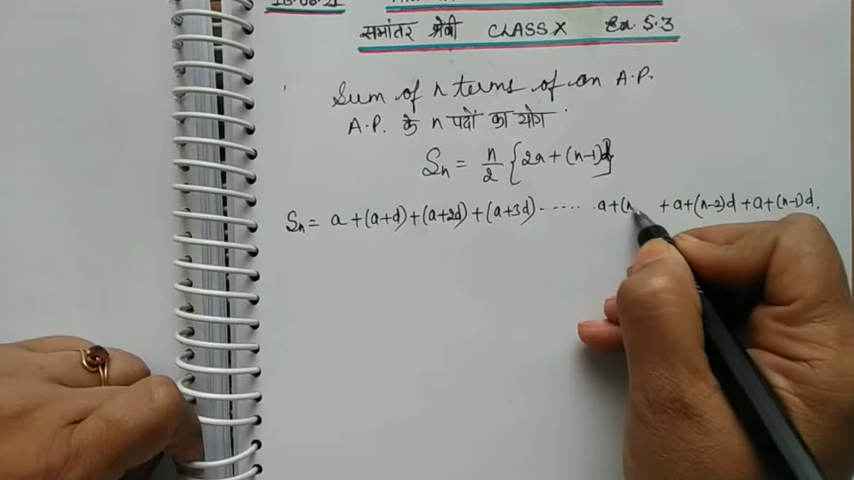 समांतर श्रेढी CLASS X Ex 5.3
Sum of n terms of an A.P.
A.P. के n पदों का योग
Sn = n/2 {2a+(n-1)d}
Sn = a+(a+d)+(a+2d)+(a+3d)- ..... .a+(n +a+(n-2)d+a+(n-1)d.